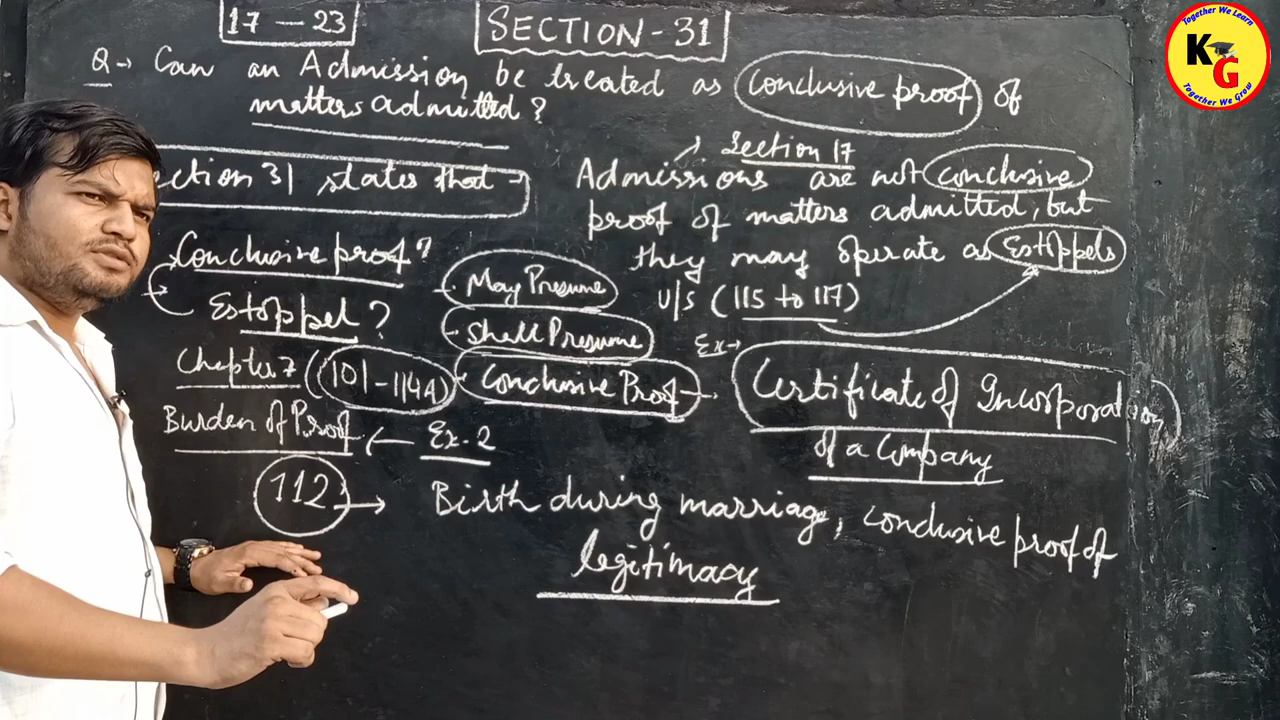 17 — 23
SECTION - 31
Q → Can an Admission be treated as Conclusive proof of
matters admitted ?
ection 31 states that -
→ Section 17
Admissions are not conclusive
proof of matters admitted, but
they may operate as Estoppels
u/s (115 to 117)
Conclusive proof ?
Estoppel ?
Chapter 7 (101 - 114A)
Burden of Proof
May Presume
Shall Presume
Conclusive Proof
Ex →
Certificate of Incorporation
of a Company
← Ex. 2
112 → Birth during marriage, conclusive proof of
legitimacy
Together We Learn
KG
Together We Grow